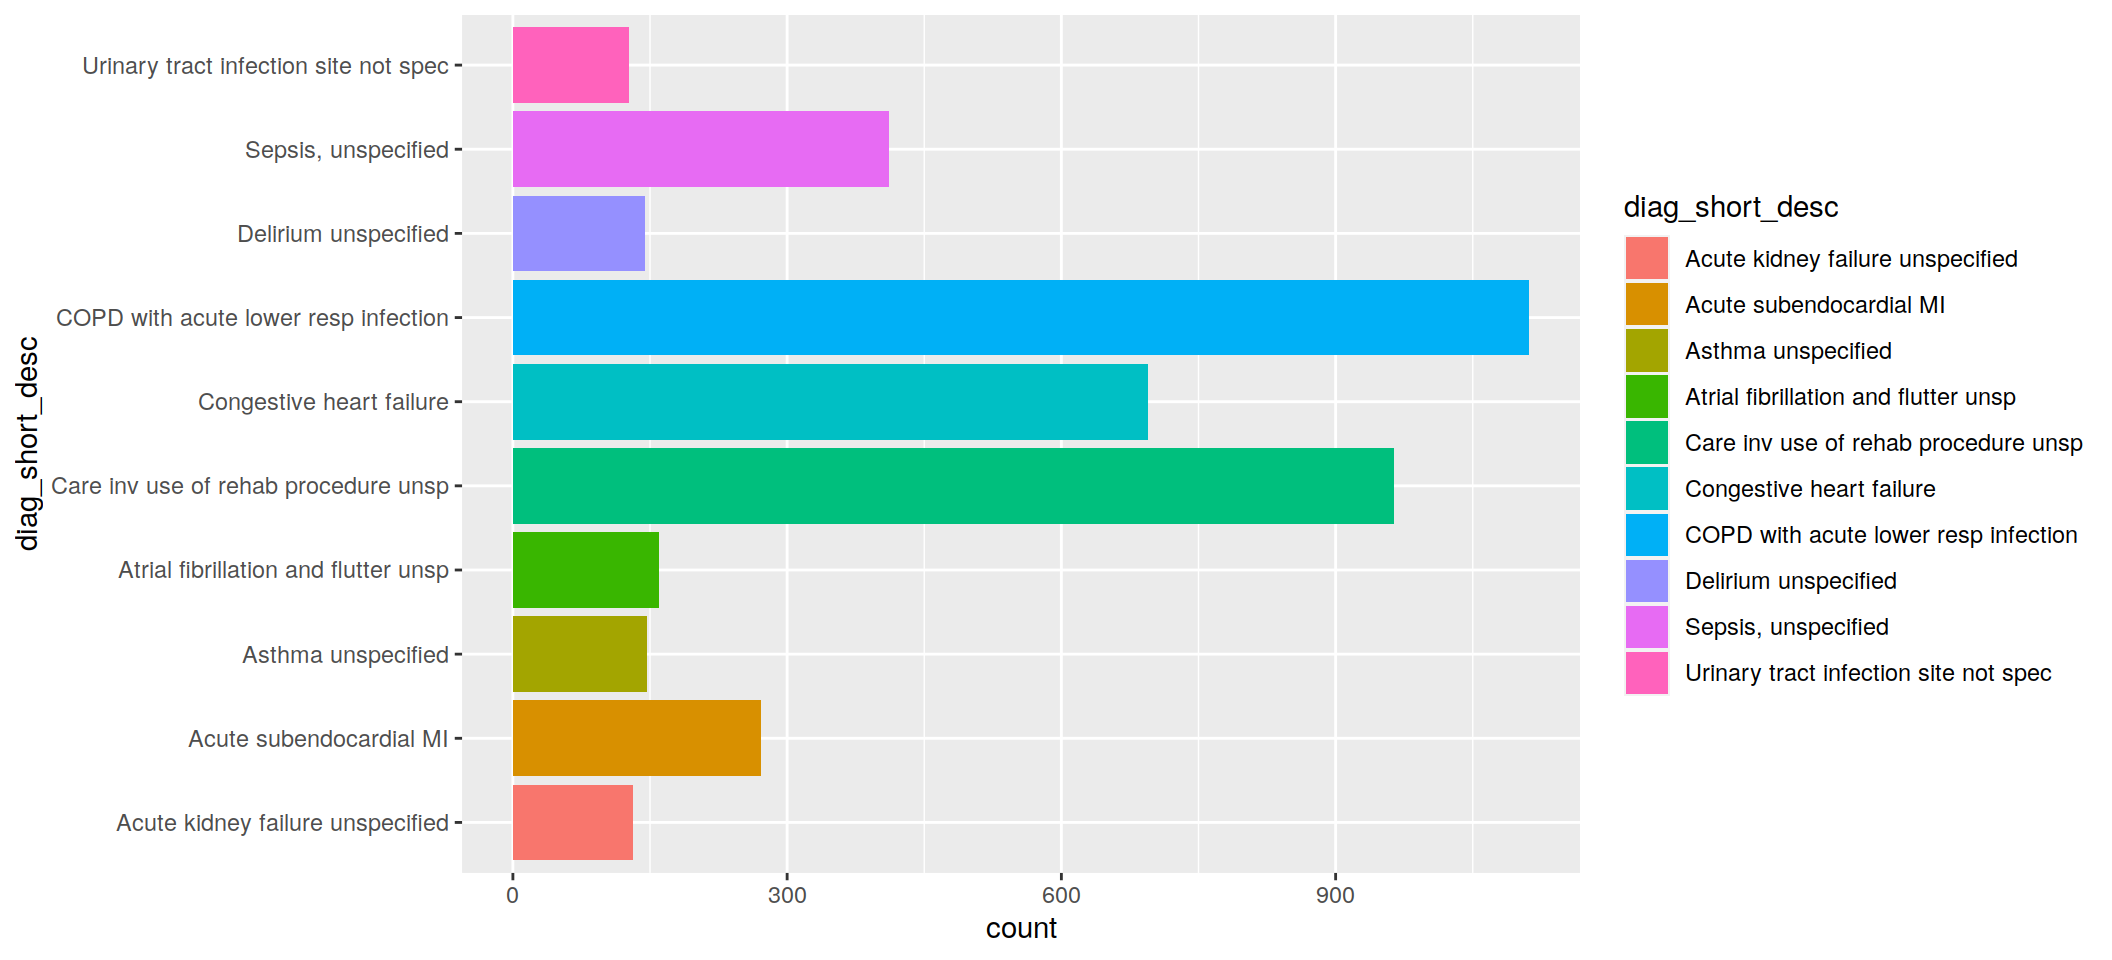 Urinary tract infection site not spec
Sepsis, unspecified
Delirium unspecified
COPD with acute lower resp infection
Congestive heart failure
Care inv use of rehab procedure unsp
Atrial fibrillation and flutter unsp
Asthma unspecified
Acute subendocardial MI
Acute kidney failure unspecified
diag_short_desc
0 300 600 900
count
diag_short_desc
Acute kidney failure unspecified
Acute subendocardial MI
Asthma unspecified
Atrial fibrillation and flutter unsp
Care inv use of rehab procedure unsp
Congestive heart failure
COPD with acute lower resp infection
Delirium unspecified
Sepsis, unspecified
Urinary tract infection site not spec